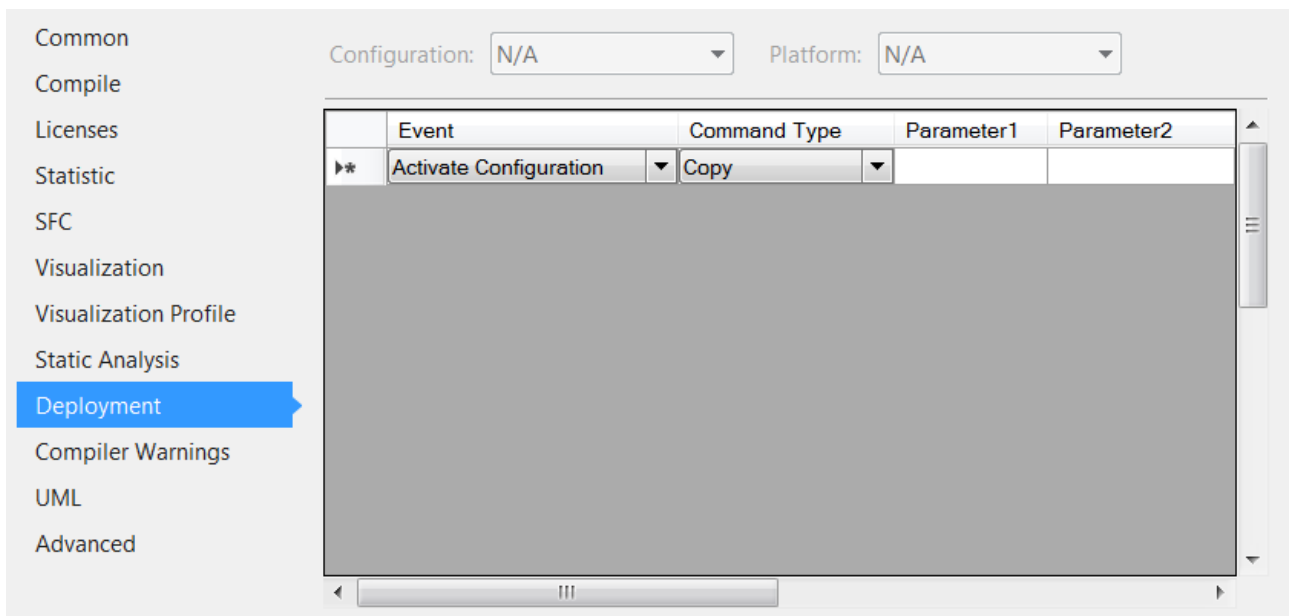 Common
Compile
Licenses
Statistic
SFC
Visualization
Visualization Profile
Static Analysis
Deployment
Compiler Warnings
UML
Advanced
Configuration: N/A Platform: N/A
Event Command Type Parameter1 Parameter2
Activate Configuration Copy